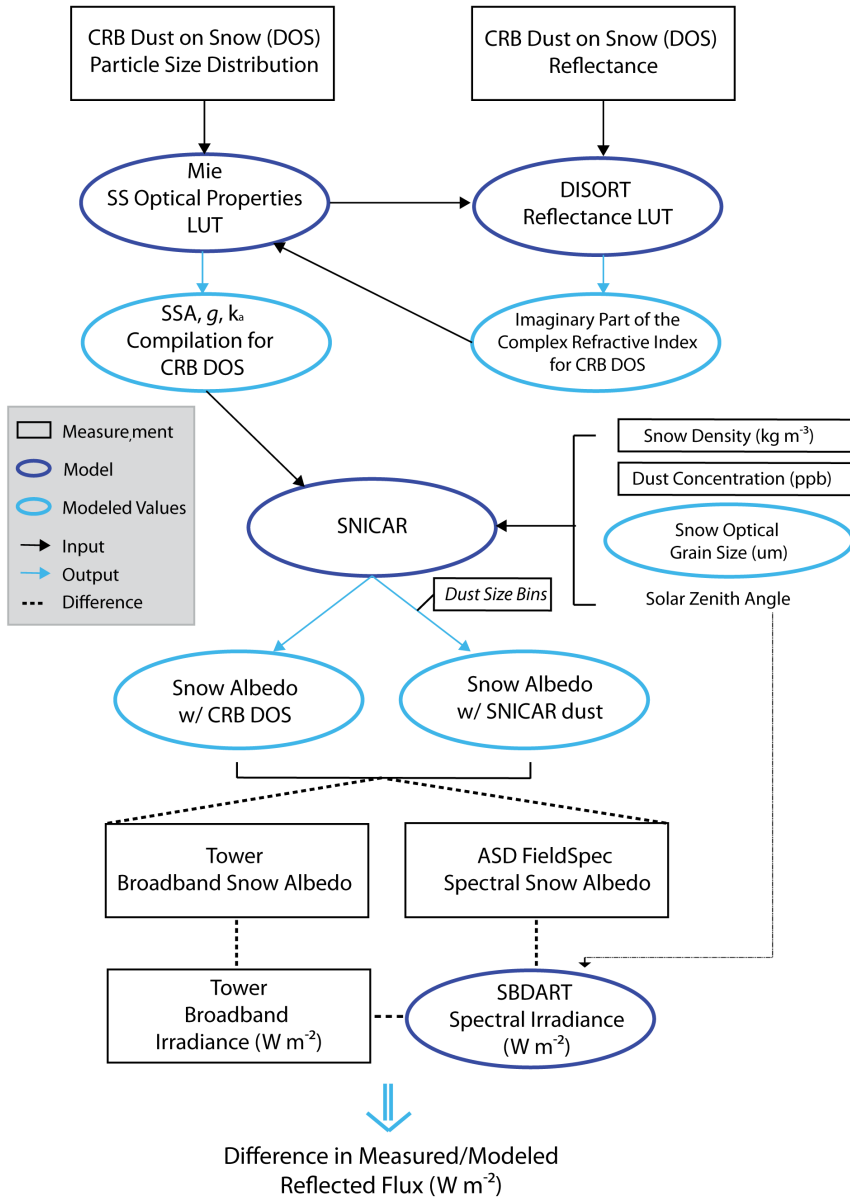 CRB Dust on Snow (DOS)
Particle Size Distribution
CRB Dust on Snow (DOS)
Reflectance
Mie
SS Optical Properties
LUT
DISORT
Reflectance LUT
SSA, g, kₐ
Compilation for
CRB DOS
Imaginary Part of the
Complex Refractive Index
for CRB DOS
Measure,ment
Model
Modeled Values
Input
Output
Difference
Snow Density (kg m⁻³)
Dust Concentration (ppb)
Snow Optical
Grain Size (um)
Solar Zenith Angle
SNICAR
Dust Size Bins
Snow Albedo
w/ CRB DOS
Snow Albedo
w/ SNICAR dust
Tower
Broadband Snow Albedo
ASD FieldSpec
Spectral Snow Albedo
Tower
Broadband
Irradiance (W m⁻²)
SBDART
Spectral Irradiance
(W m⁻²)
Difference in Measured/Modeled
Reflected Flux (W m⁻²)